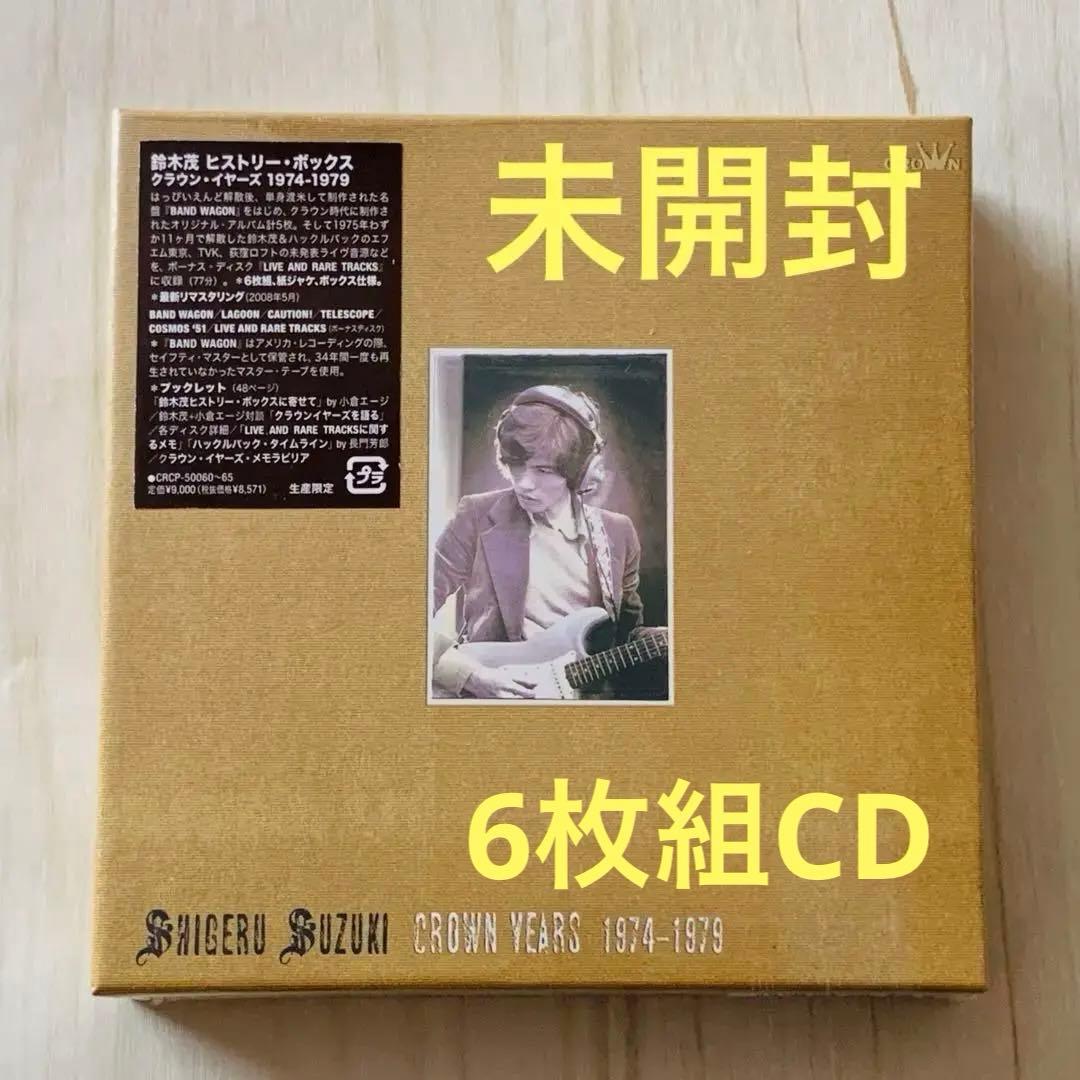 鈴木茂 ヒストリー・ボックス
クラウン・イヤーズ 1974-1979
はっぴいえんど解散後、単身渡米して制作された名
盤『BAND WAGON』をはじめ、クラウン時代に制作さ
れたオリジナル・アルバム計5枚。そして1975年わず
か11ヶ月で解散した鈴木茂&ハックルバックのエフ
エム東京、TVK、荻窪ロフトの未発表ライヴ音源など
を、ボーナス・ディスク『LIVE AND RARE TRACKS』
に収録（77分）。＊6枚組、紙ジャケ、ボックス仕様。
＊最新リマスタリング（2008年5月）
BAND WAGON/LAGOON/CAUTION!/TELESCOPE/
COSMOS '51/LIVE AND RARE TRACKS（ボーナスディスク）
＊『BAND WAGON』はアメリカ・レコーディングの際、
セイフティ・マスターとして保管され、34年間一度も再
生されていなかったマスター・テープを使用。
＊ブックレット（48ページ）
「鈴木茂ヒストリー・ボックスに寄せて」by 小倉エージ
/鈴木茂+小倉エージ対談「クラウンイヤーズを語る」
/各ディスク詳細/「LIVE AND RARE TRACKSに関す
るメモ」「ハックルバック・タイムライン」by 長門芳郎
/クラウン・イヤーズ・メモラビリア
●CRCP-50060〜65
定価¥9,000（税抜価格¥8,571） 生産限定 プラ
CROWN
未開封
6枚組CD
SHIGERU SUZUKI CROWN YEARS 1974-1979